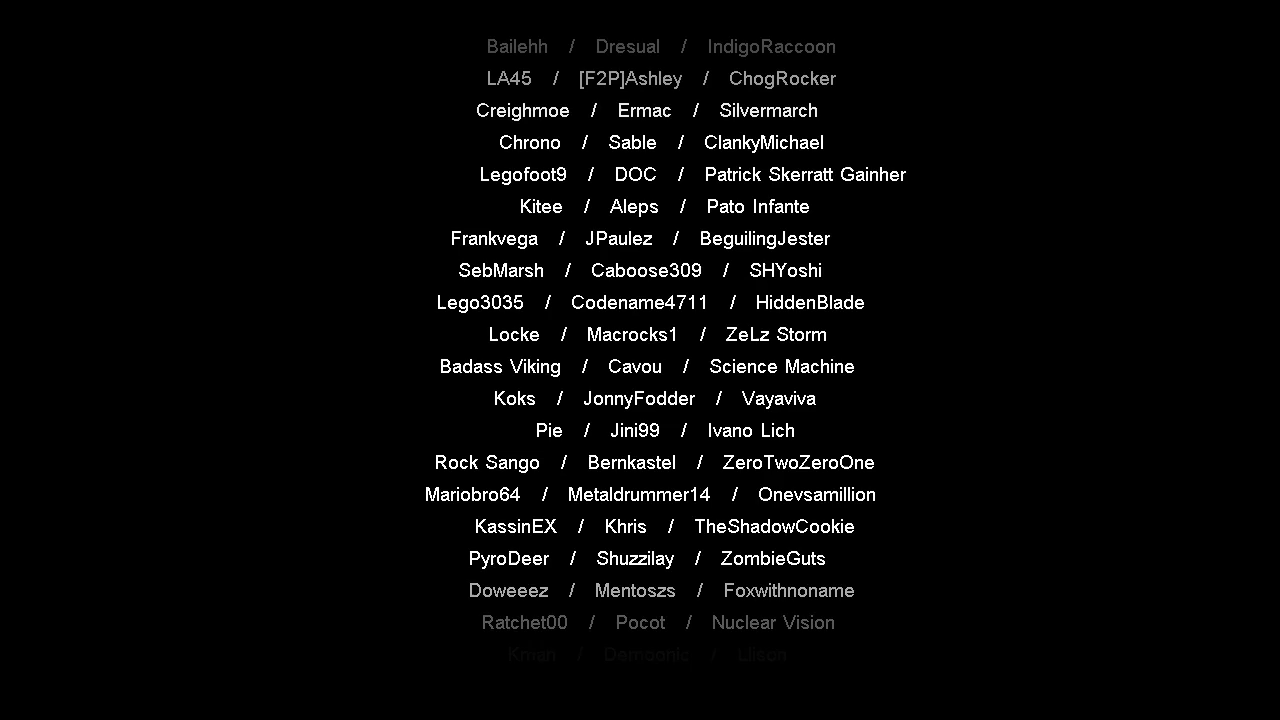 Bailehh / Dresual / IndigoRaccoon
LA45 / [F2P]Ashley / ChogRocker
Creighmoe / Ermac / Silvermarch
Chrono / Sable / ClankyMichael
Legofoot9 / DOC / Patrick Skerratt Gainher
Kitee / Aleps / Pato Infante
Frankvega / JPaulez / BeguilingJester
SebMarsh / Caboose309 / SHYoshi
Lego3035 / Codename4711 / HiddenBlade
Locke / Macrocks1 / ZeLz Storm
Badass Viking / Cavou / Science Machine
Koks / JonnyFodder / Vayaviva
Pie / Jini99 / Ivano Lich
Rock Sango / Bernkastel / ZeroTwoZeroOne
Mariobro64 / Metaldrummer14 / Onevsamillion
KassinEX / Khris / TheShadowCookie
PyroDeer / Shuzzilay / ZombieGuts
Doweeez / Mentoszs / Foxwithnoname
Ratchet00 / Pocot / Nuclear Vision
/ /